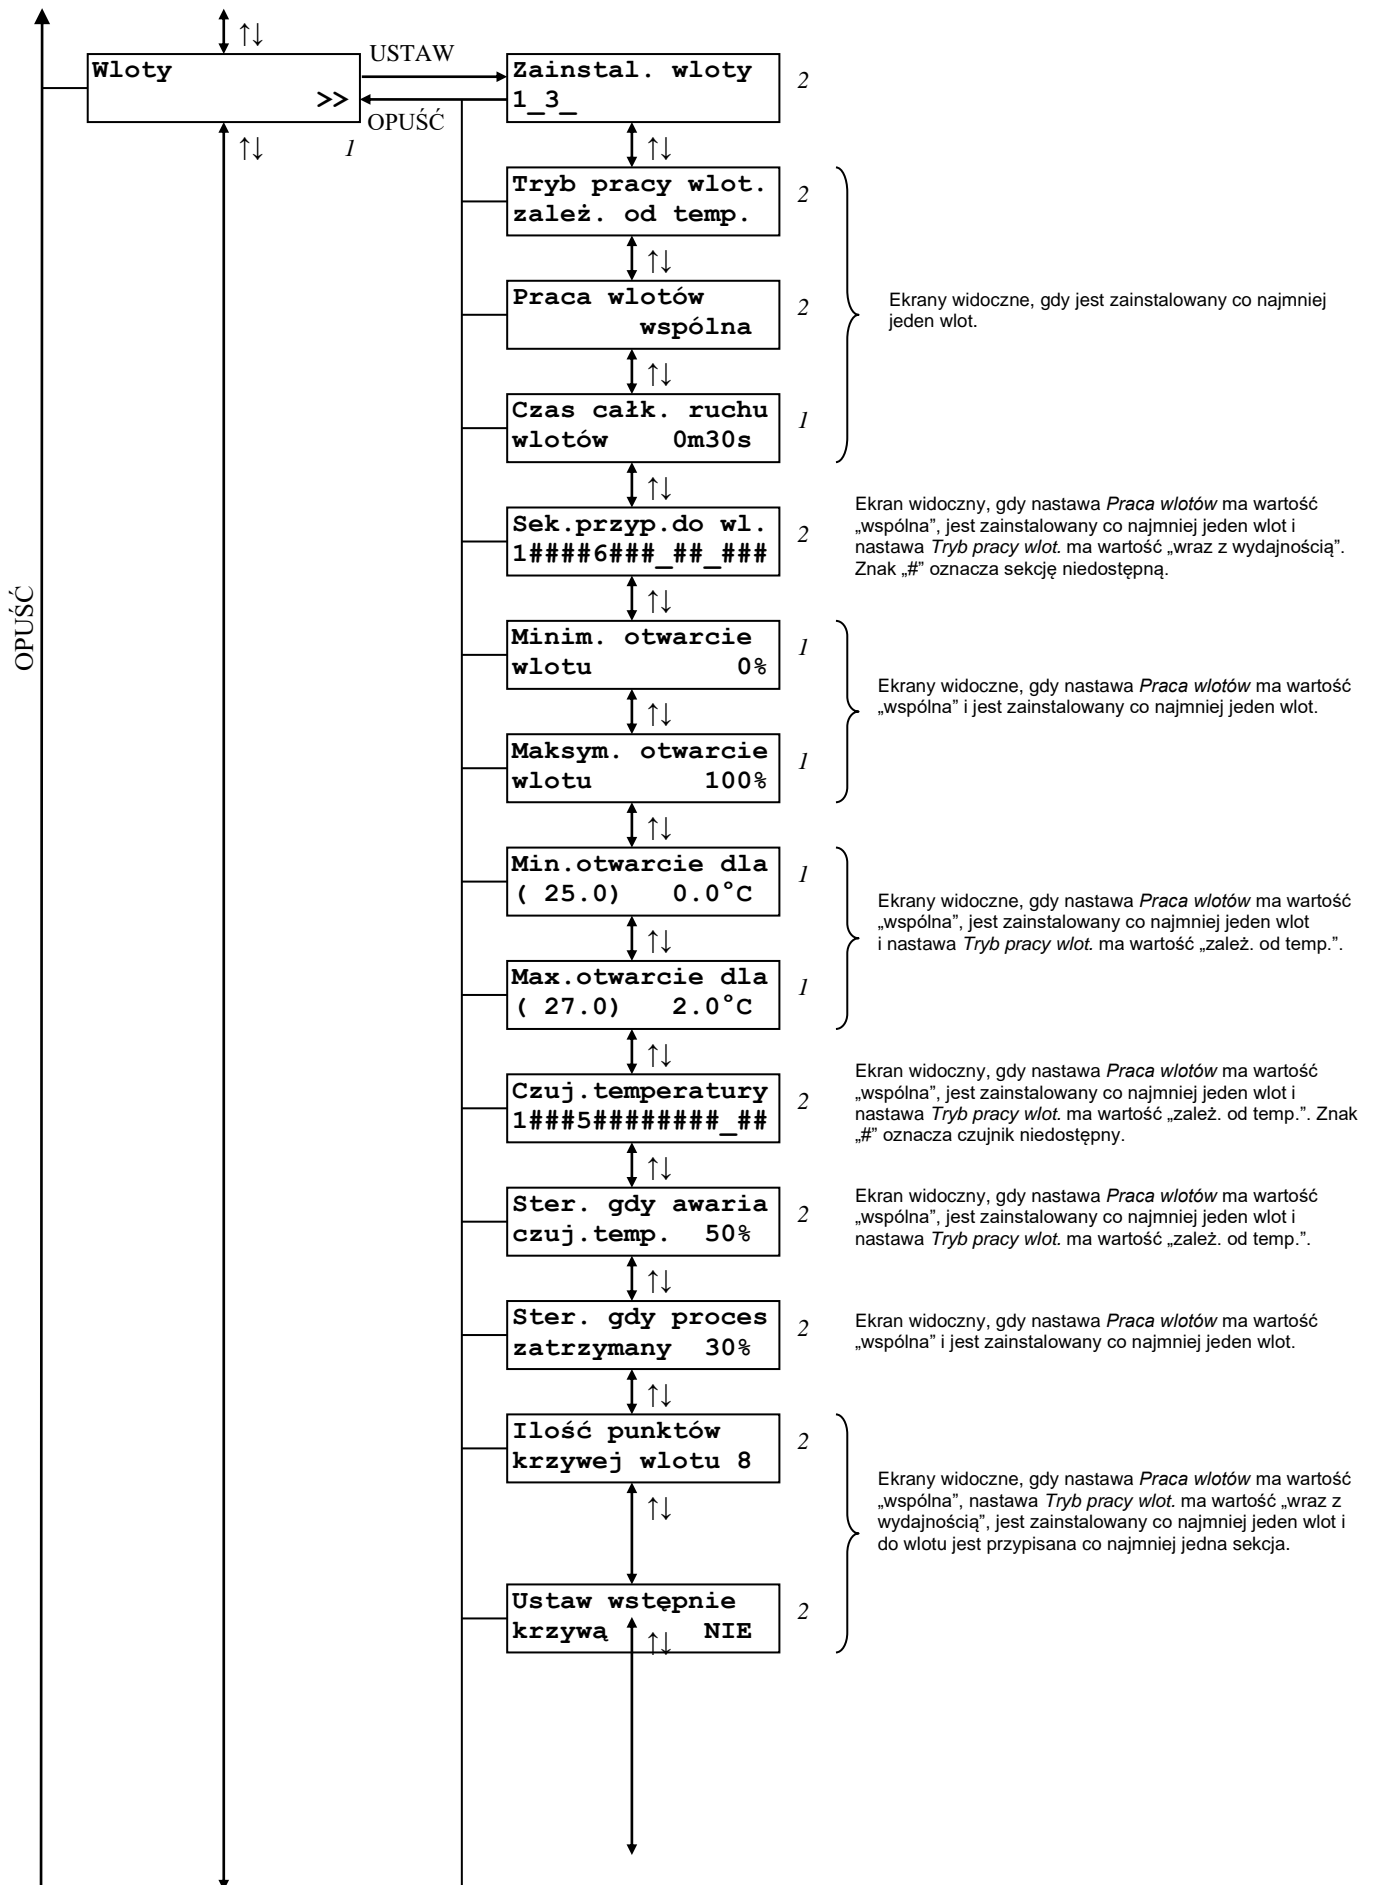 ↑↓
Wloty
>>
USTAW
OPUŚĆ
↑↓
1
OPUŚĆ
Zainstal. wloty
1_3_
2
↑↓
Tryb pracy wlot.
zależ. od temp.
2
↑↓
Praca wlotów
wspólna
2
Ekrany widoczne, gdy jest zainstalowany co najmniej
jeden wlot.
↑↓
Czas całk. ruchu
wlotów 0m30s
1
↑↓
Sek.przyp.do wl.
1####6###_##_###
2
Ekran widoczny, gdy nastawa Praca wlotów ma wartość
„wspólna”, jest zainstalowany co najmniej jeden wlot i
nastawa Tryb pracy wlot. ma wartość „wraz z wydajnością”.
Znak „#” oznacza sekcję niedostępną.
↑↓
Minim. otwarcie
wlotu 0%
1
Ekrany widoczne, gdy nastawa Praca wlotów ma wartość
„wspólna” i jest zainstalowany co najmniej jeden wlot.
↑↓
Maksym. otwarcie
wlotu 100%
1
↑↓
Min.otwarcie dla
( 25.0) 0.0°C
1
Ekrany widoczne, gdy nastawa Praca wlotów ma wartość
„wspólna”, jest zainstalowany co najmniej jeden wlot
i nastawa Tryb pracy wlot. ma wartość „zależ. od temp.”.
↑↓
Max.otwarcie dla
( 27.0) 2.0°C
1
↑↓
Czuj.temperatury
1###5########_##
2
Ekran widoczny, gdy nastawa Praca wlotów ma wartość
„wspólna”, jest zainstalowany co najmniej jeden wlot i
nastawa Tryb pracy wlot. ma wartość „zależ. od temp.”. Znak
„#” oznacza czujnik niedostępny.
↑↓
Ster. gdy awaria
czuj.temp. 50%
2
Ekran widoczny, gdy nastawa Praca wlotów ma wartość
„wspólna”, jest zainstalowany co najmniej jeden wlot i
nastawa Tryb pracy wlot. ma wartość „zależ. od temp.”.
↑↓
Ster. gdy proces
zatrzymany 30%
2
Ekran widoczny, gdy nastawa Praca wlotów ma wartość
„wspólna” i jest zainstalowany co najmniej jeden wlot.
↑↓
Ilość punktów
krzywej wlotu 8
2
Ekrany widoczne, gdy nastawa Praca wlotów ma wartość
„wspólna”, nastawa Tryb pracy wlot. ma wartość „wraz z
wydajnością”, jest zainstalowany co najmniej jeden wlot i
do wlotu jest przypisana co najmniej jedna sekcja.
↑↓
Ustaw wstępnie
krzywą NIE
2
↑↓